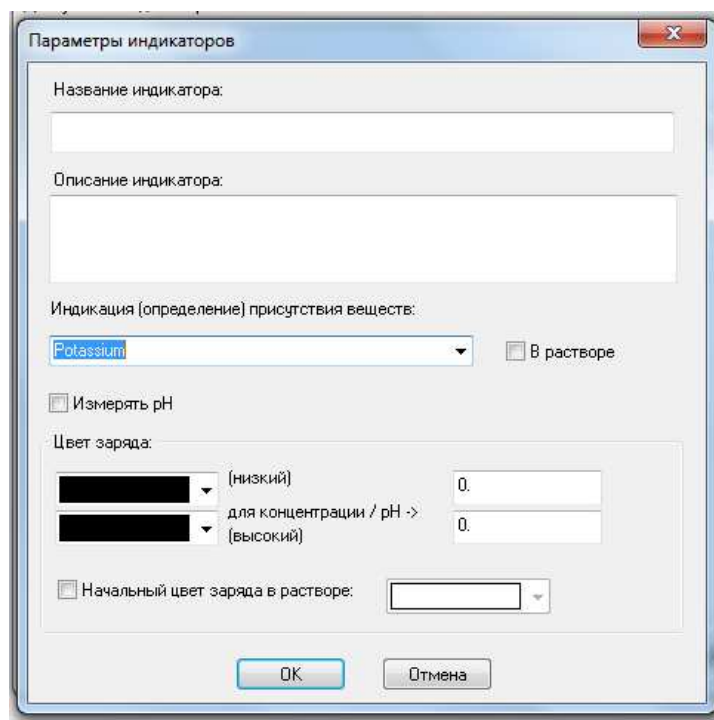 Параметры индикаторов
Название индикатора:
Описание индикатора:
Индикация (определение) присутствия веществ:
Potassium
В растворе
Измерять pH
Цвет заряда:
(низкий)
0.
для концентрации / pH ->
(высокий)
0.
Начальный цвет заряда в растворе:
OK
Отмена